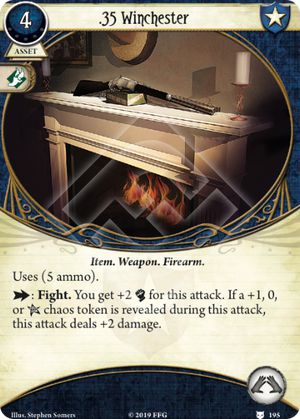 4
.35 Winchester
ASSET
Item. Weapon. Firearm.
Uses (5 ammo).
: Fight. You get +2 for this attack. If a +1, 0,
or chaos token is revealed during this attack,
this attack deals +2 damage.
Illus. Stephen Somers
© 2019 FFG
195